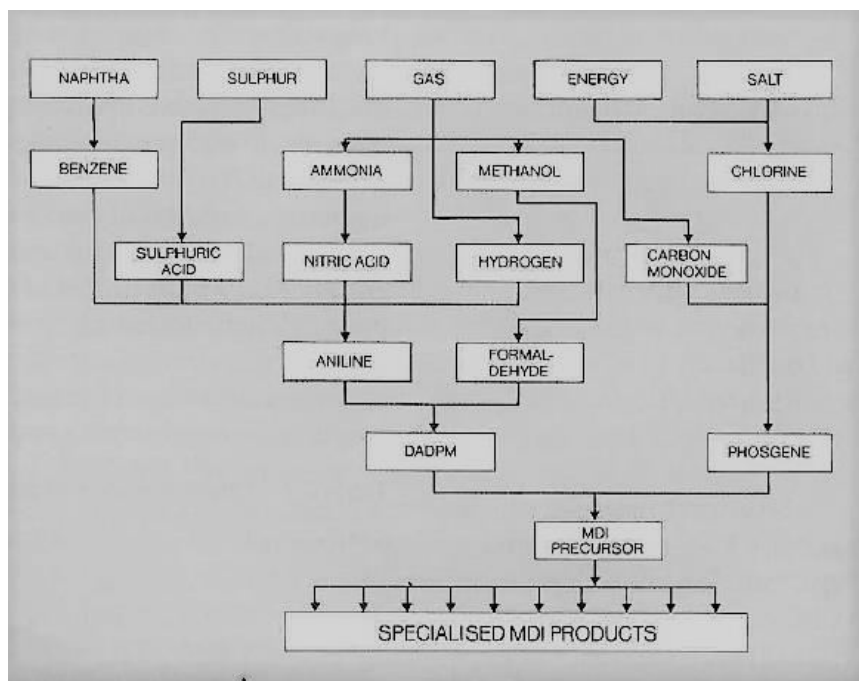 NAPHTHA
SULPHUR
GAS
ENERGY
SALT
BENZENE
AMMONIA
METHANOL
CHLORINE
SULPHURIC
ACID
NITRIC ACID
HYDROGEN
CARBON
MONOXIDE
ANILINE
FORMAL-
DEHYDE
DADPM
PHOSGENE
MDI
PRECURSOR
SPECIALISED MDI PRODUCTS